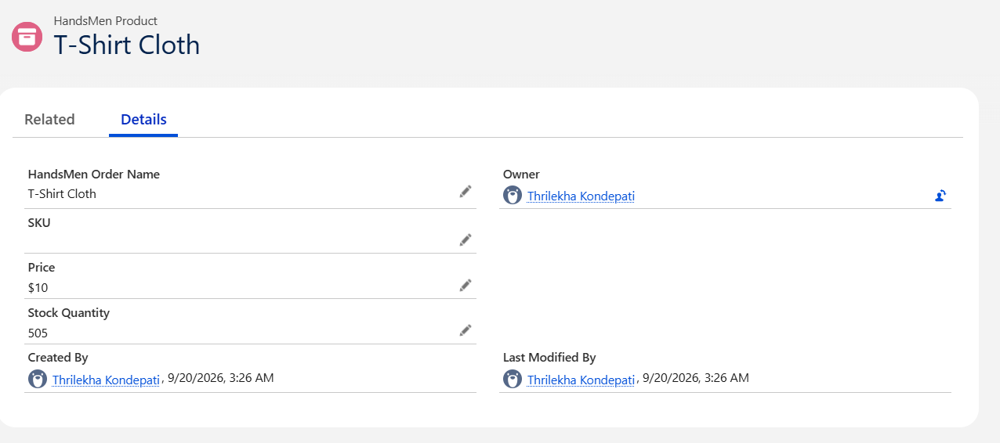 HandsMen Product
T-Shirt Cloth
Related Details
HandsMen Order Name
T-Shirt Cloth
Owner
Thrilekha Kondepati
SKU
Price
$10
Stock Quantity
505
Created By
Thrilekha Kondepati, 9/20/2026, 3:26 AM
Last Modified By
Thrilekha Kondepati, 9/20/2026, 3:26 AM